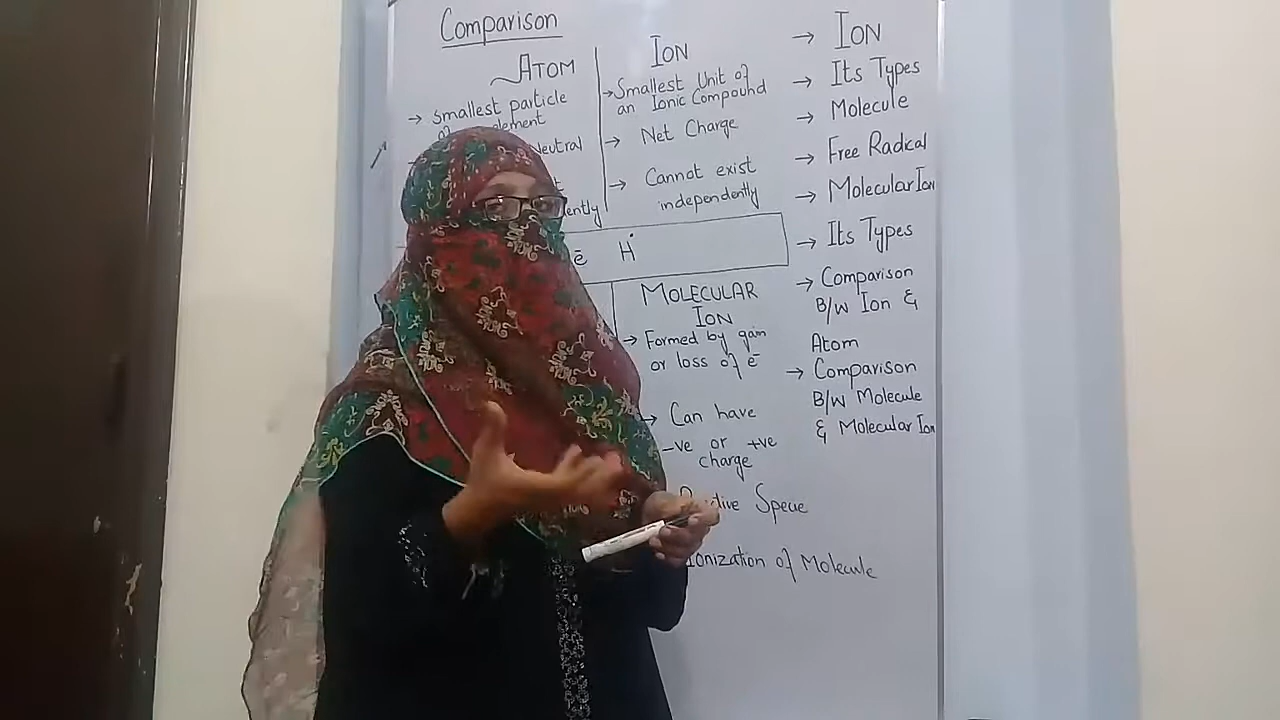 Comparison
ATOM
→ Smallest particle
element
Neutral
ION
→ Smallest Unit of
an Ionic Compound
→ Net Charge
→ Cannot exist
independently
ē H•
MOLECULAR
ION
→ Formed by gain
or loss of ē
→ Can have
-ve or +ve
charge
Specie
Ionization of Molecule
→ ION
→ Its Types
→ Molecule
→ Free Radical
→ Molecular Ion
→ Its Types
→ Comparison
B/W Ion &
Atom
→ Comparison
B/W Molecule
& Molecular Ion